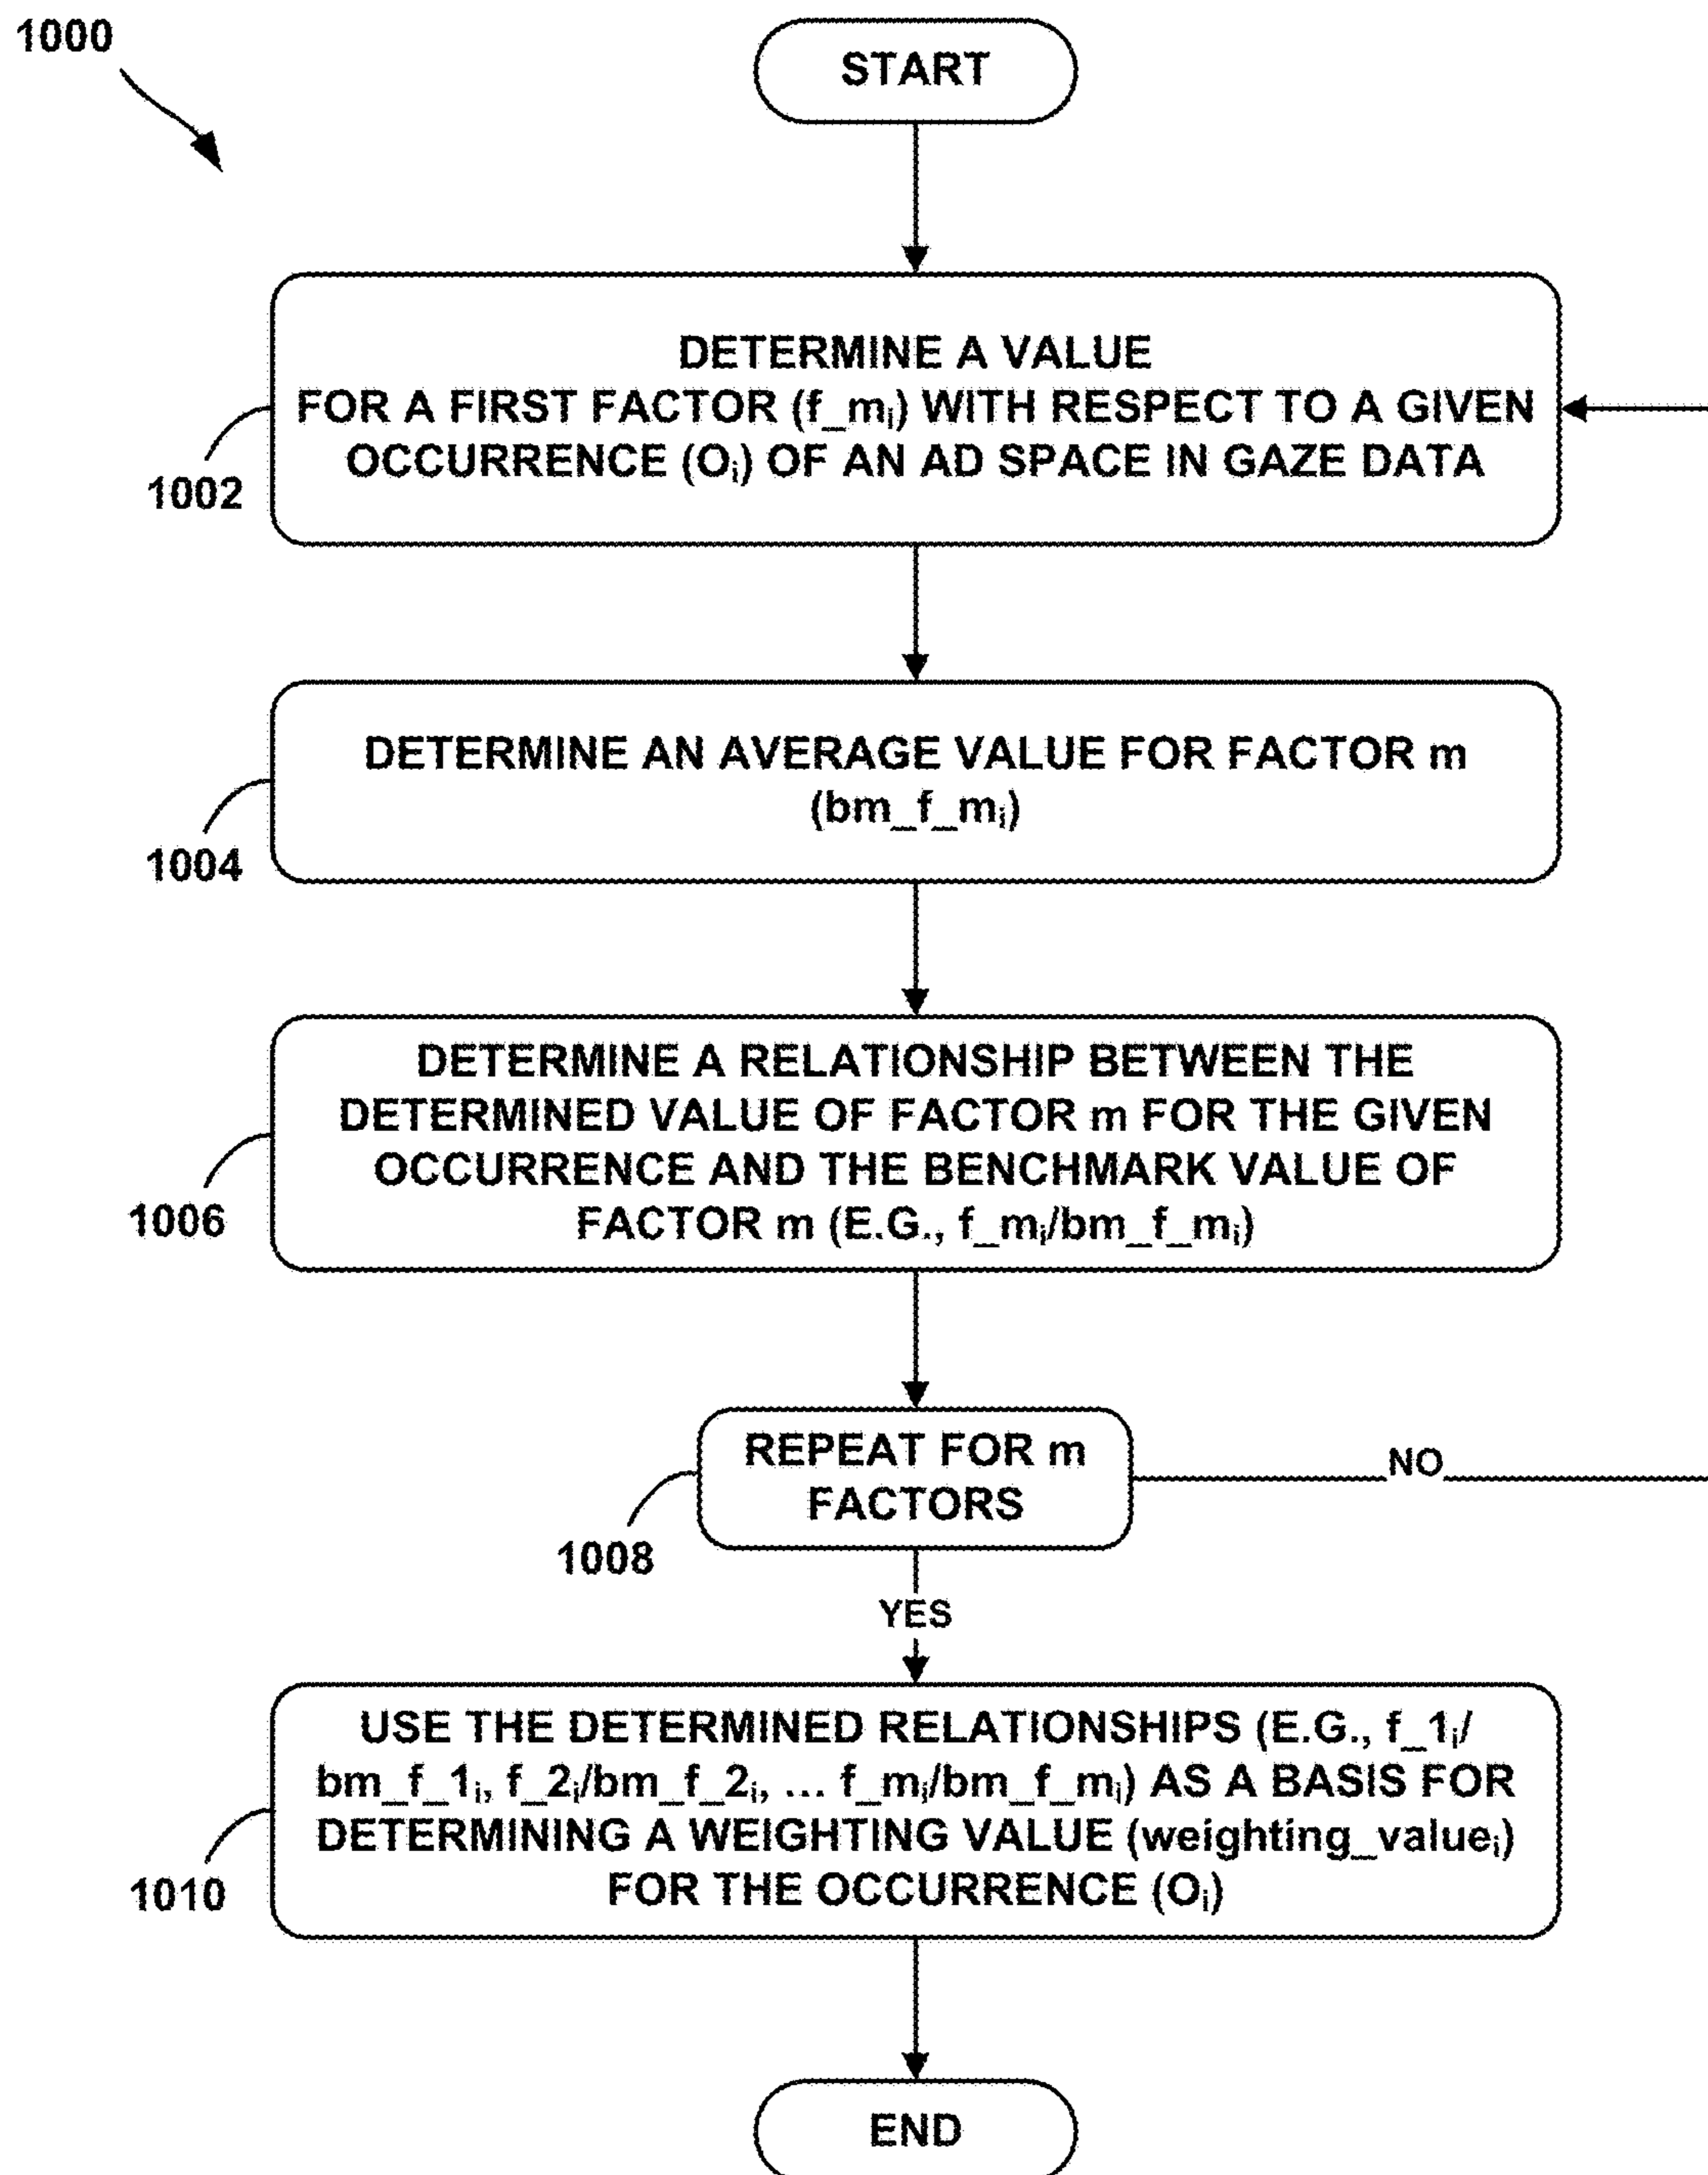 1000
START
DETERMINE A VALUE
FOR A FIRST FACTOR (f_mᵢ) WITH RESPECT TO A GIVEN
OCCURRENCE (Oᵢ) OF AN AD SPACE IN GAZE DATA
1002
DETERMINE AN AVERAGE VALUE FOR FACTOR m
(bm_f_mᵢ)
1004
DETERMINE A RELATIONSHIP BETWEEN THE
DETERMINED VALUE OF FACTOR m FOR THE GIVEN
OCCURRENCE AND THE BENCHMARK VALUE OF
FACTOR m (E.G., f_mᵢ/bm_f_mᵢ)
1006
REPEAT FOR m
FACTORS
NO
1008
YES
USE THE DETERMINED RELATIONSHIPS (E.G., f_1ᵢ/
bm_f_1ᵢ, f_2ᵢ/bm_f_2ᵢ, ... f_mᵢ/bm_f_mᵢ) AS A BASIS FOR
DETERMINING A WEIGHTING VALUE (weighting_valueᵢ)
FOR THE OCCURRENCE (Oᵢ)
1010
END